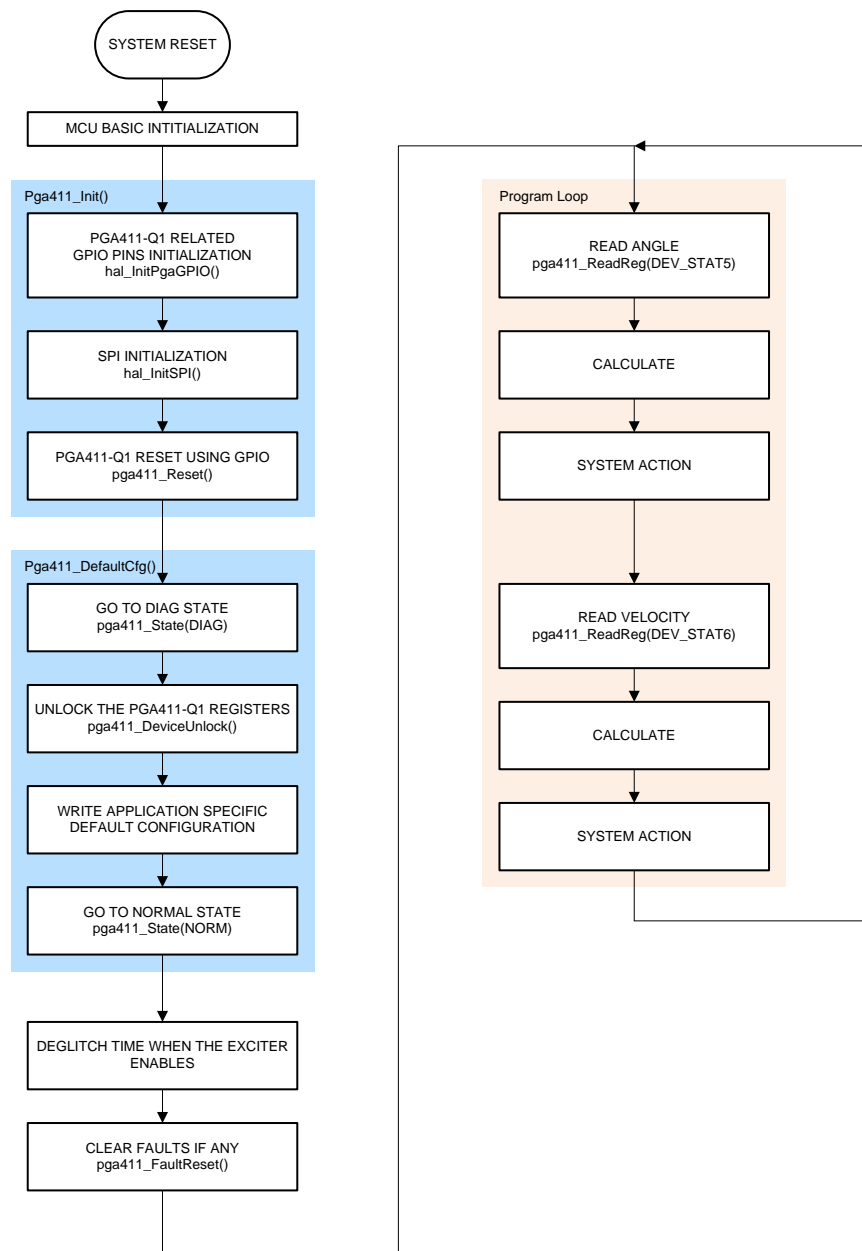 SYSTEM RESET
MCU BASIC INTITIALIZATION
Pga411_Init()
PGA411-Q1 RELATED
GPIO PINS INITIALIZATION
hal_InitPgaGPIO()
SPI INITIALIZATION
hal_InitSPI()
PGA411-Q1 RESET USING GPIO
pga411_Reset()
Pga411_DefaultCfg()
GO TO DIAG STATE
pga411_State(DIAG)
UNLOCK THE PGA411-Q1 REGISTERS
pga411_DeviceUnlock()
WRITE APPLICATION SPECIFIC
DEFAULT CONFIGURATION
GO TO NORMAL STATE
pga411_State(NORM)
DEGLITCH TIME WHEN THE EXCITER
ENABLES
CLEAR FAULTS IF ANY
pga411_FaultReset()
Program Loop
READ ANGLE
pga411_ReadReg(DEV_STAT5)
CALCULATE
SYSTEM ACTION
READ VELOCITY
pga411_ReadReg(DEV_STAT6)
CALCULATE
SYSTEM ACTION